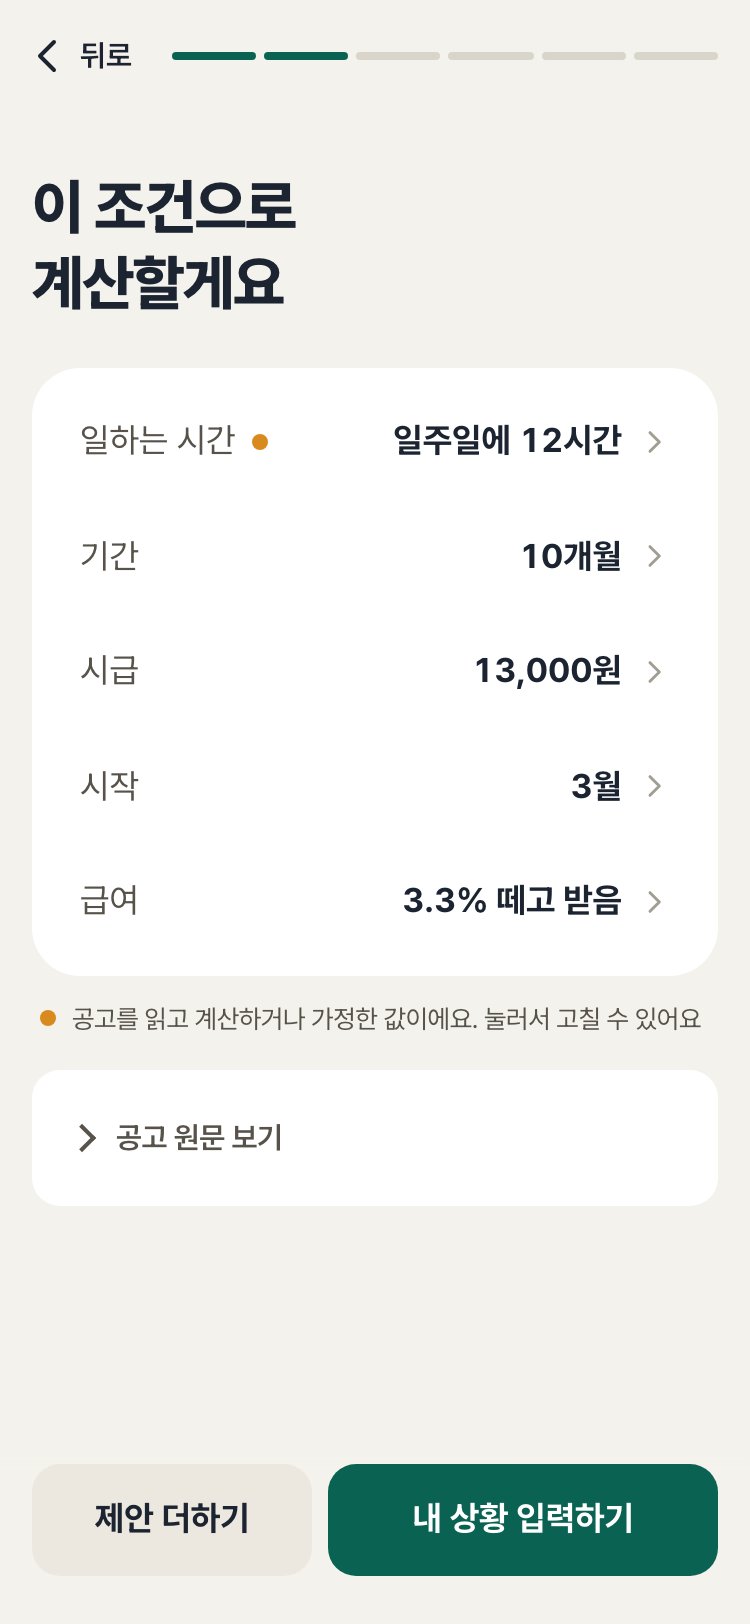 뒤로
이 조건으로
계산할게요
일하는 시간 일주일에 12시간
기간 10개월
시급 13,000원
시작 3월
급여 3.3% 떼고 받음
공고를 읽고 계산하거나 가정한 값이에요. 눌러서 고칠 수 있어요
공고 원문 보기
제안 더하기 내 상황 입력하기